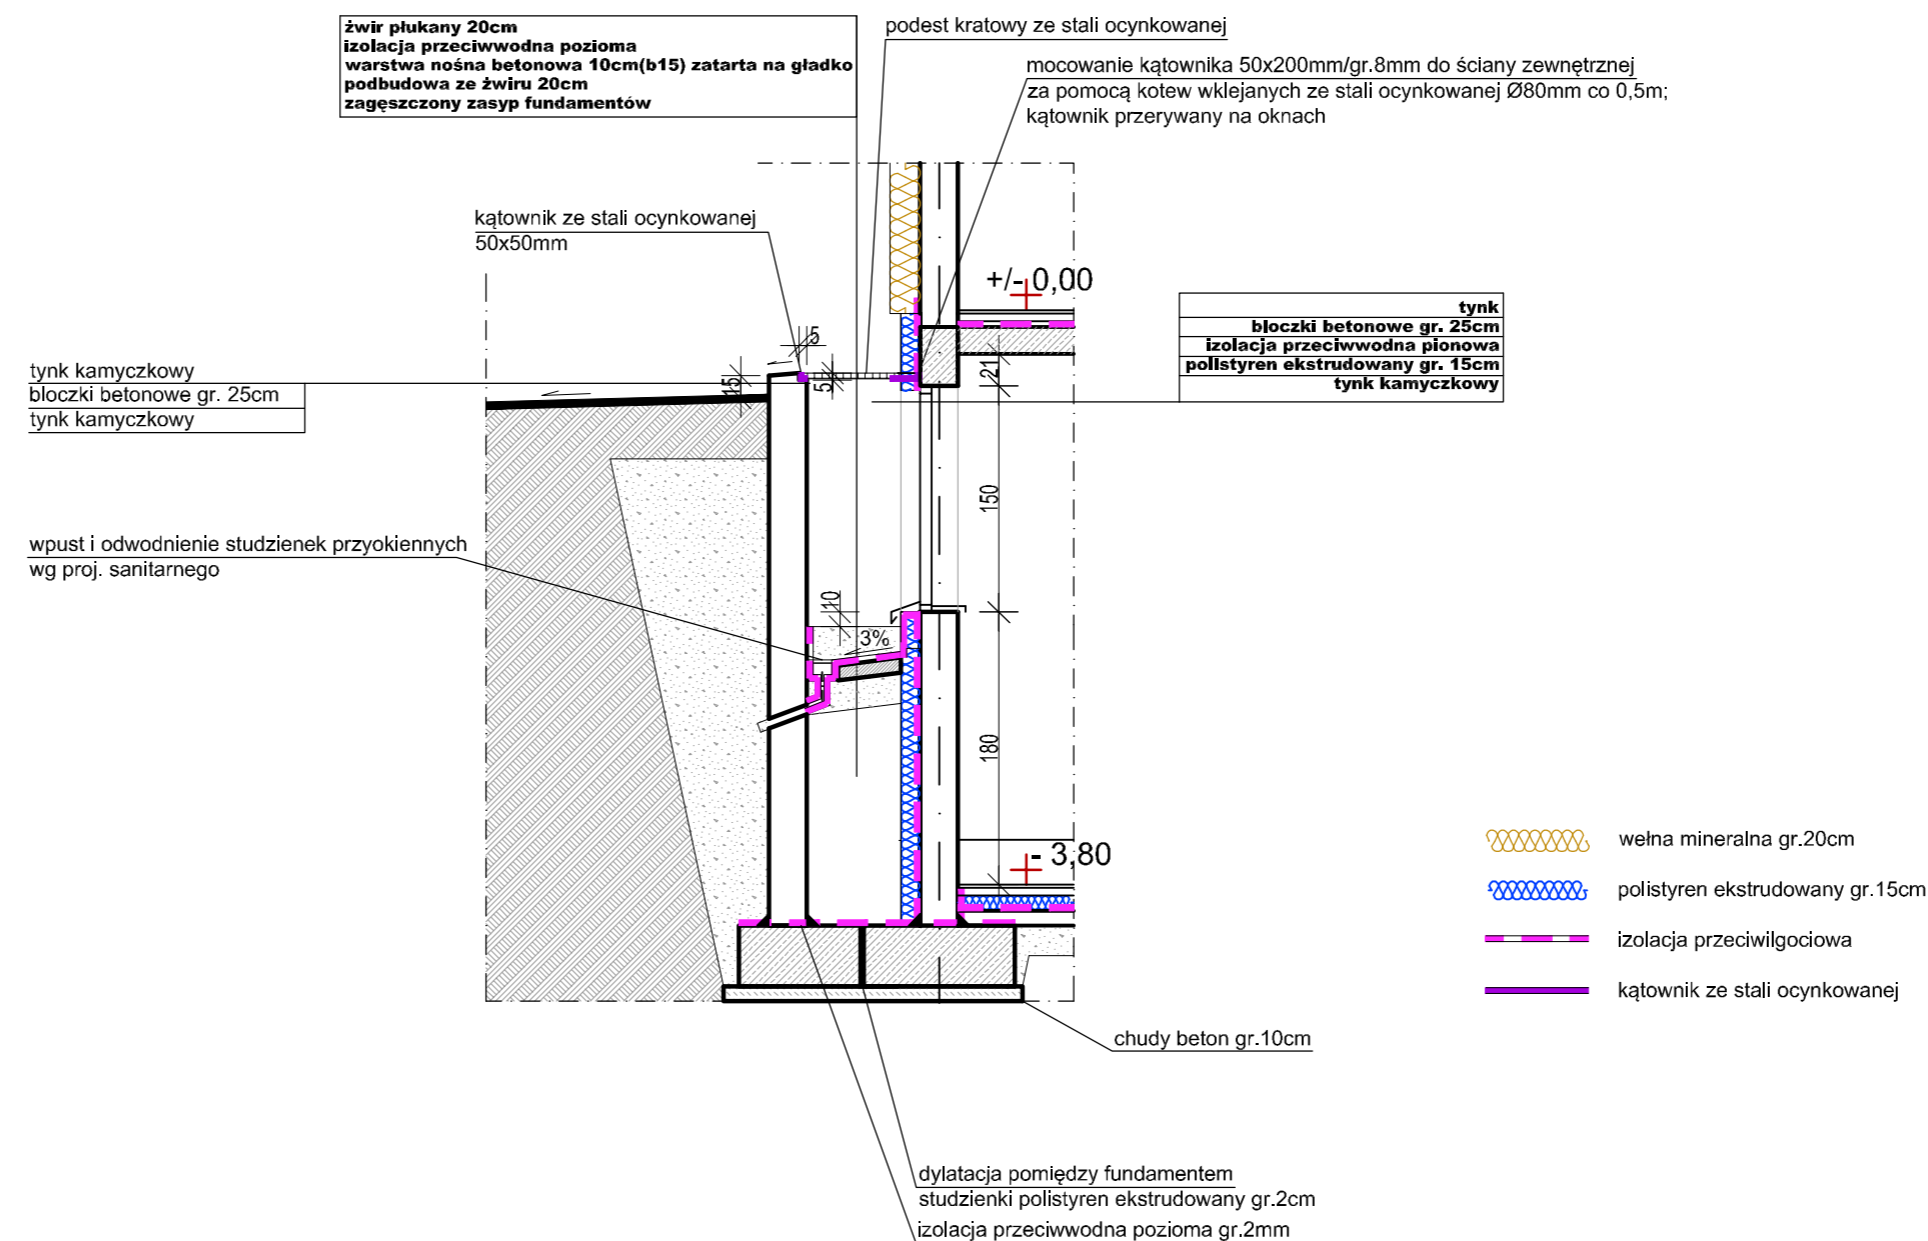 żwir płukany 20cm
izolacja przeciwwodna pozioma
warstwa nośna betonowa 10cm(b15) zatarta na gładko
podbudowa ze żwiru 20cm
zagęszczony zasyp fundamentów
podest kratowy ze stali ocynkowanej
mocowanie kątownika 50x200mm/gr.8mm do ściany zewnętrznej
za pomocą kotew wklejanych ze stali ocynkowanej Ø80mm co 0,5m;
kątownik przerywany na oknach
kątownik ze stali ocynkowanej
50x50mm
+/- 0,00
tynk
bloczki betonowe gr. 25cm
izolacja przeciwwodna pionowa
polistyren ekstrudowany gr. 15cm
tynk kamyczkowy
5
15
5
21
tynk kamyczkowy
bloczki betonowe gr. 25cm
tynk kamyczkowy
150
wpust i odwodnienie studzienek przyokiennych
wg proj. sanitarnego
10
3%
180
- 3,80
wełna mineralna gr.20cm
polistyren ekstrudowany gr.15cm
izolacja przeciwilgociowa
kątownik ze stali ocynkowanej
chudy beton gr.10cm
dylatacja pomiędzy fundamentem
studzienki polistyren ekstrudowany gr.2cm
izolacja przeciwwodna pozioma gr.2mm